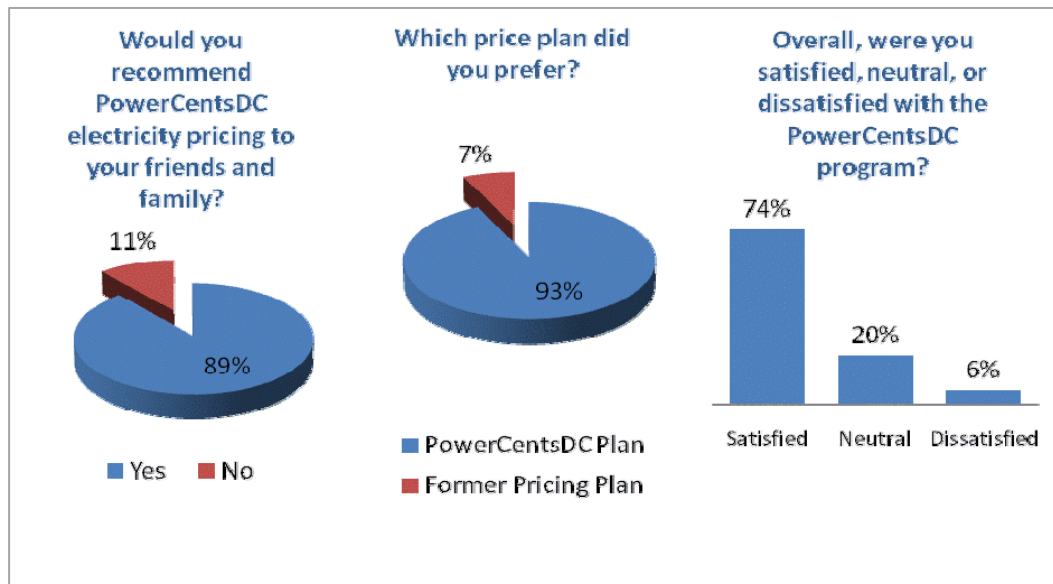 Would you
recommend
PowerCentsDC
electricity pricing to
your friends and
family?
11%
89%
Yes No
Which price plan did
you prefer?
7%
93%
PowerCentsDC Plan
Former Pricing Plan
Overall, were you
satisfied, neutral, or
dissatisfied with the
PowerCentsDC
program?
74%
20%
6%
Satisfied Neutral Dissatisfied